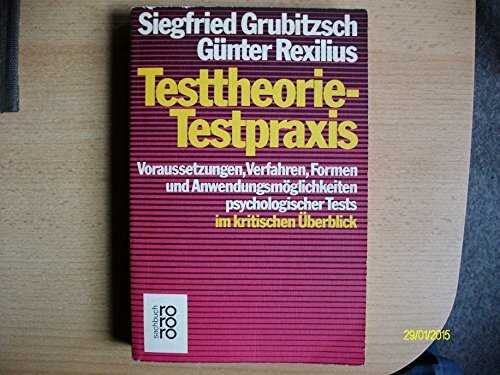 Siegfried Grubitzsch
Günter Rexilius
Testtheorie-
Testpraxis
Voraussetzungen, Verfahren, Formen
und Anwendungsmöglichkeiten
psychologischer Tests
im kritischen Überblick
sachbuch
rororo
29/01/2015